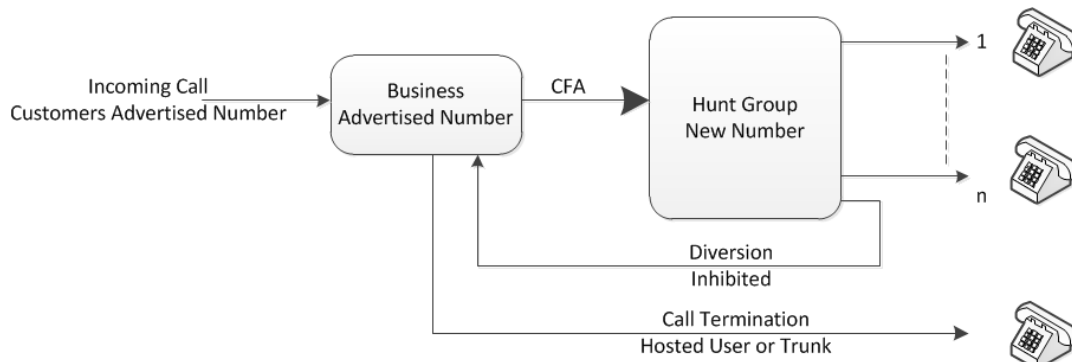 Incoming Call
Customers Advertised Number
Business
Advertised Number
CFA
Hunt Group
New Number
1
n
Diversion
Inhibited
Call Termination
Hosted User or Trunk